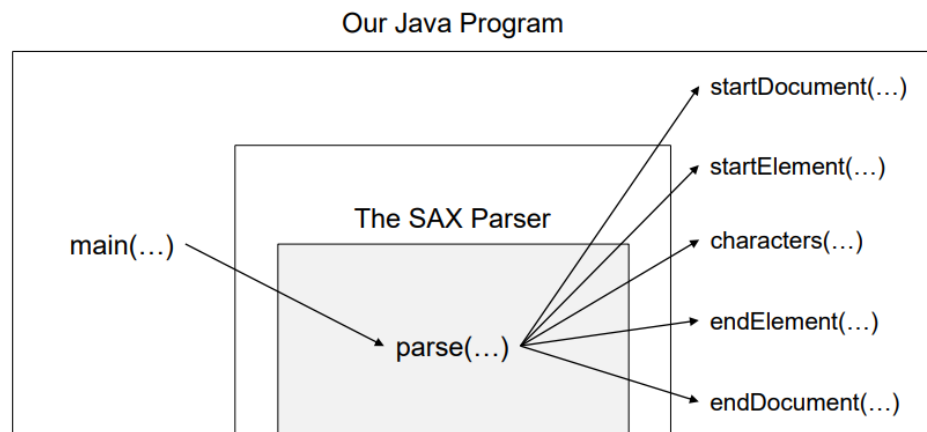 Our Java Program
startDocument(…)
startElement(…)
The SAX Parser
main(…)
characters(…)
parse(…)
endElement(…)
endDocument(…)